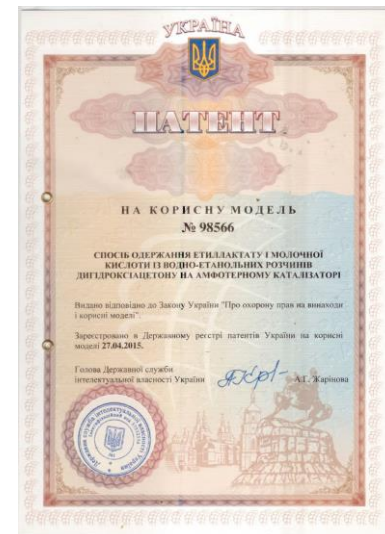 УКРАЇНА
ПАТЕНТ
НА КОРИСНУ МОДЕЛЬ
№ 98566
СПОСІБ ОДЕРЖАННЯ ЕТИЛЛАКТАТУ І МОЛОЧНОЇ
КИСЛОТИ ІЗ ВОДНО-ЕТАНОЛЬНИХ РОЗЧИНІВ
ДИГІДРОКСІАЦЕТОНУ НА АМФОТЕРНОМУ КАТАЛІЗАТОРІ
Видано відповідно до Закону України "Про охорону прав на винаходи
і корисні моделі".
Зареєстровано в Державному реєстрі патентів України на корисні
моделі 27.04.2015.
Голова Державної служби
інтелектуальної власності України
А.Г. Жарінова